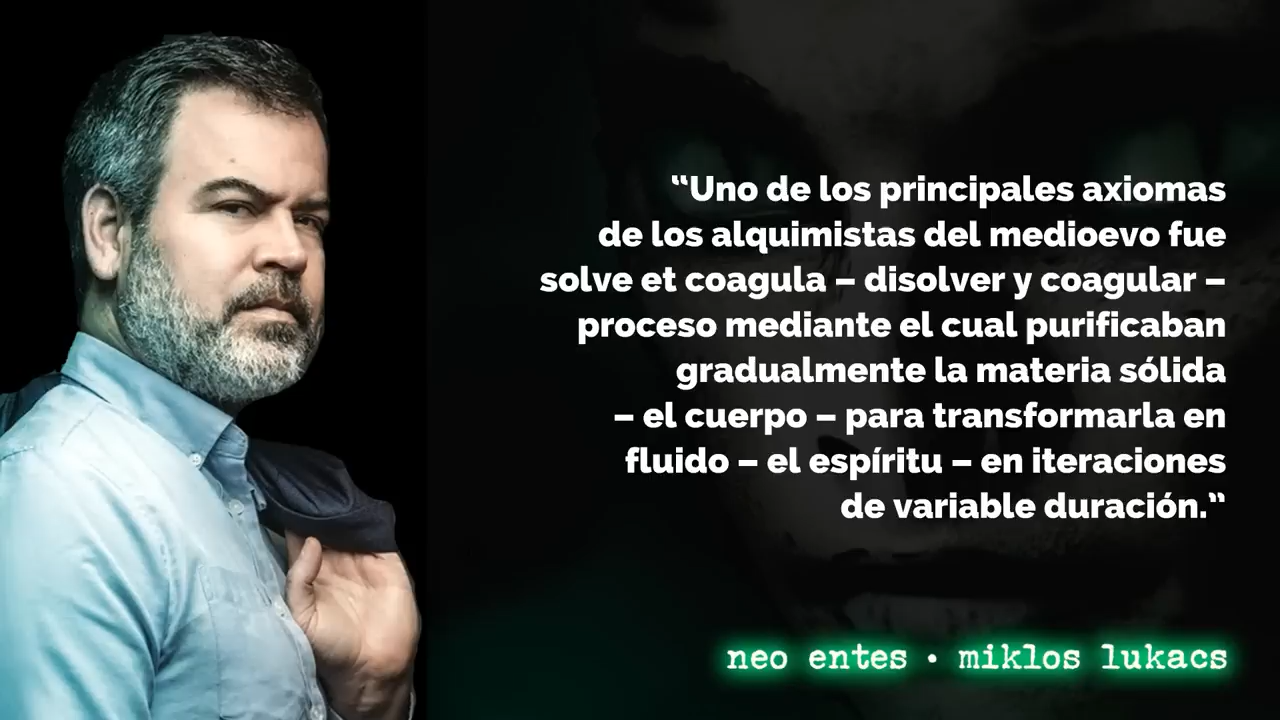 “Uno de los principales axiomas
de los alquimistas del medioevo fue
solve et coagula – disolver y coagular –
proceso mediante el cual purificaban
gradualmente la materia sólida
– el cuerpo – para transformarla en
fluido – el espíritu – en iteraciones
de variable duración.”
neo entes • miklos lukacs